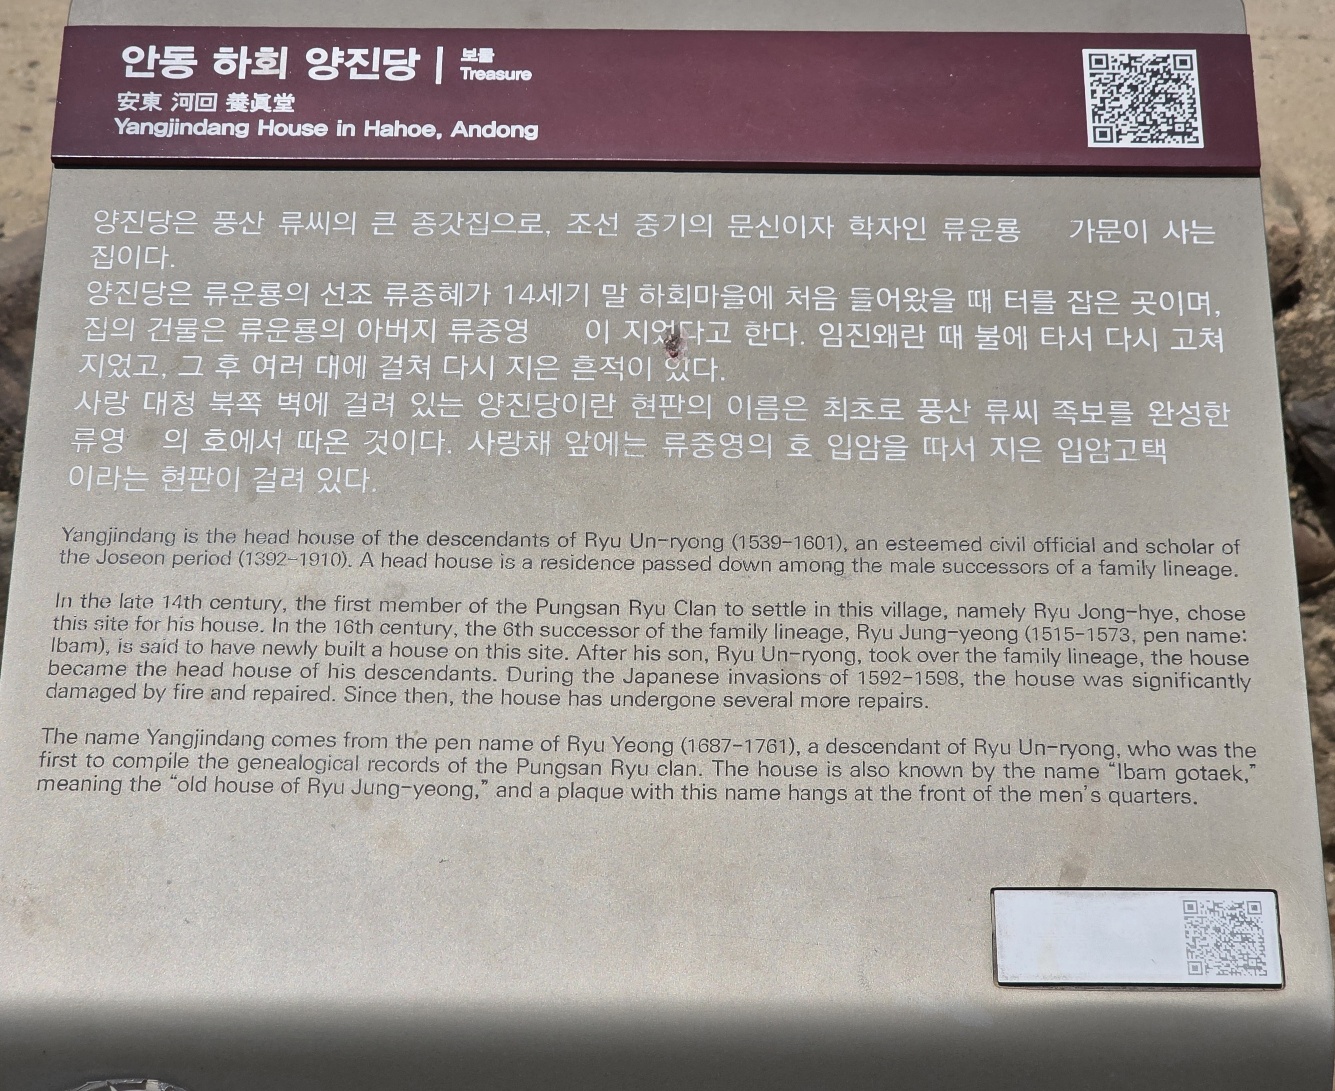 안동 하회 양진당 | 보물
Treasure
安東 河回 養眞堂
Yangjindang House in Hahoe, Andong
양진당은 풍산 류씨의 큰 종갓집으로, 조선 중기의 문신이자 학자인 류운룡 가문이 사는
집이다.
양진당은 류운룡의 선조 류종혜가 14세기 말 하회마을에 처음 들어왔을 때 터를 잡은 곳이며,
집의 건물은 류운룡의 아버지 류중영 이 지었다고 한다. 임진왜란 때 불에 타서 다시 고쳐
지었고, 그 후 여러 대에 걸쳐 다시 지은 흔적이 있다.
사랑 대청 북쪽 벽에 걸려 있는 양진당이란 현판의 이름은 최초로 풍산 류씨 족보를 완성한
류영 의 호에서 따온 것이다. 사랑채 앞에는 류중영의 호 입암을 따서 지은 입암고택
이라는 현판이 걸려 있다.
Yangjindang is the head house of the descendants of Ryu Un-ryong (1539-1601), an esteemed civil official and scholar of
the Joseon period (1392-1910). A head house is a residence passed down among the male successors of a family lineage.
In the late 14th century, the first member of the Pungsan Ryu Clan to settle in this village, namely Ryu Jong-hye, chose
this site for his house. In the 16th century, the 6th successor of the family lineage, Ryu Jung-yeong (1515-1573, pen name:
Ibam), is said to have newly built a house on this site. After his son, Ryu Un-ryong, took over the family lineage, the house
became the head house of his descendants. During the Japanese invasions of 1592-1598, the house was significantly
damaged by fire and repaired. Since then, the house has undergone several more repairs.
The name Yangjindang comes from the pen name of Ryu Yeong (1687-1761), a descendant of Ryu Un-ryong, who was the
first to compile the genealogical records of the Pungsan Ryu clan. The house is also known by the name “Ibam gotaek,”
meaning the “old house of Ryu Jung-yeong,” and a plaque with this name hangs at the front of the men's quarters.